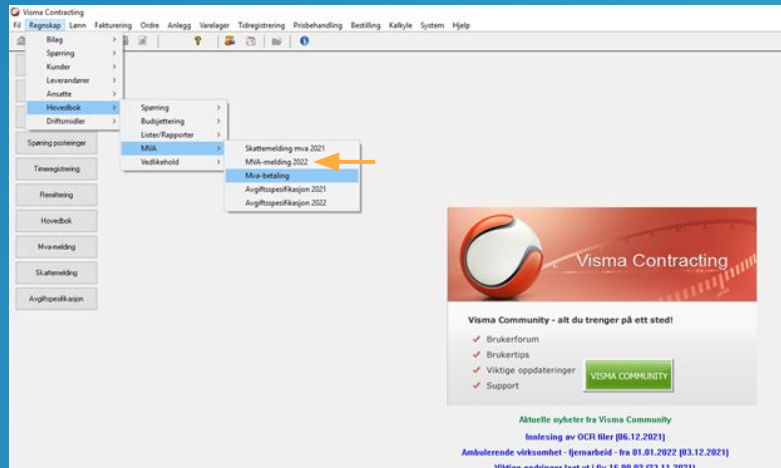 Visma Contracting
Fil Regnskap Lønn Fakturering Ordre Anlegg Varelager Tidregistrering Prisbehandling Bestilling Kalkyle System Hjelp
Bilag
Spørring
Kunder
Leverandører
Ansatte
Hovedbok
Driftsmidler
Spørring
Budsjettering
Lister/Rapporter
MVA
Vedlikehold
Skattemelding mva 2021
MVA-melding 2022
Mva-betaling
Avgiftsspesifikasjon 2021
Avgiftsspesifikasjon 2022
Spørring posteringer
Timeregistrering
Remittering
Hovedbok
Mva-melding
Skattemelding
Avgiftspesifikasjon
Visma Contracting
Visma Community - alt du trenger på ett sted!
Brukerforum
Brukertips
Viktige oppdateringer
Support
VISMA COMMUNITY
Aktuelle nyheter fra Visma Community
Innlesing av OCR filer (06.12.2021)
Ambulerende virksomhet - fjernarbeid - fra 01.01.2022 (03.12.2021)